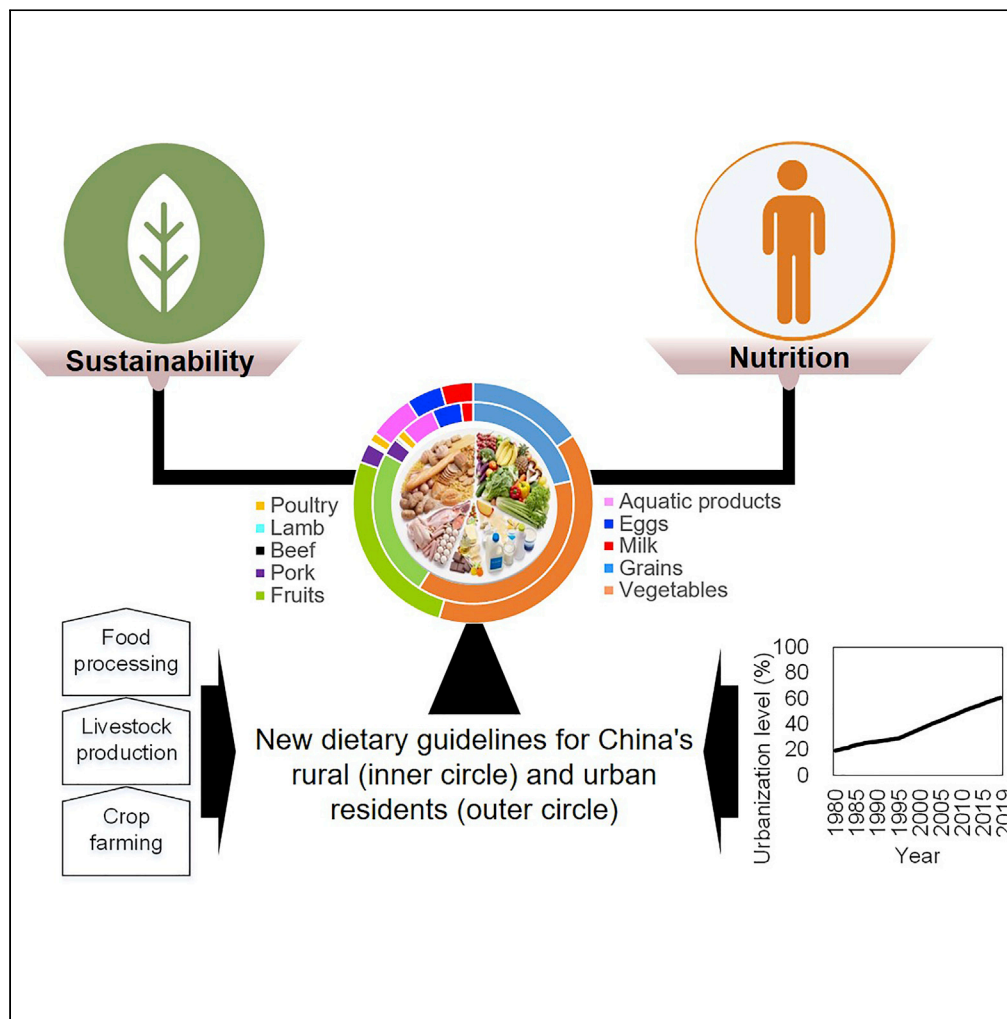 Sustainability
Nutrition
Poultry
Lamb
Beef
Pork
Fruits
Aquatic products
Eggs
Milk
Grains
Vegetables
Food
processing
Livestock
production
Crop
farming
New dietary guidelines for China's
rural (inner circle) and urban
residents (outer circle)
Urbanization level (%)
100
80
60
40
20
0
1980
1985
1990
1995
2000
2005
2010
2015
2019
Year